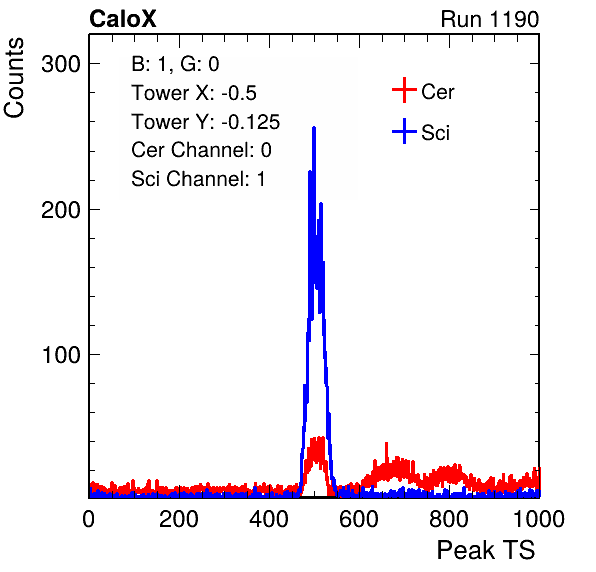 CaloX
Run 1190
Counts
B: 1, G: 0
Tower X: -0.5
Tower Y: -0.125
Cer Channel: 0
Sci Channel: 1
Cer
Sci
300
200
100
0 200 400 600 800 1000
Peak TS